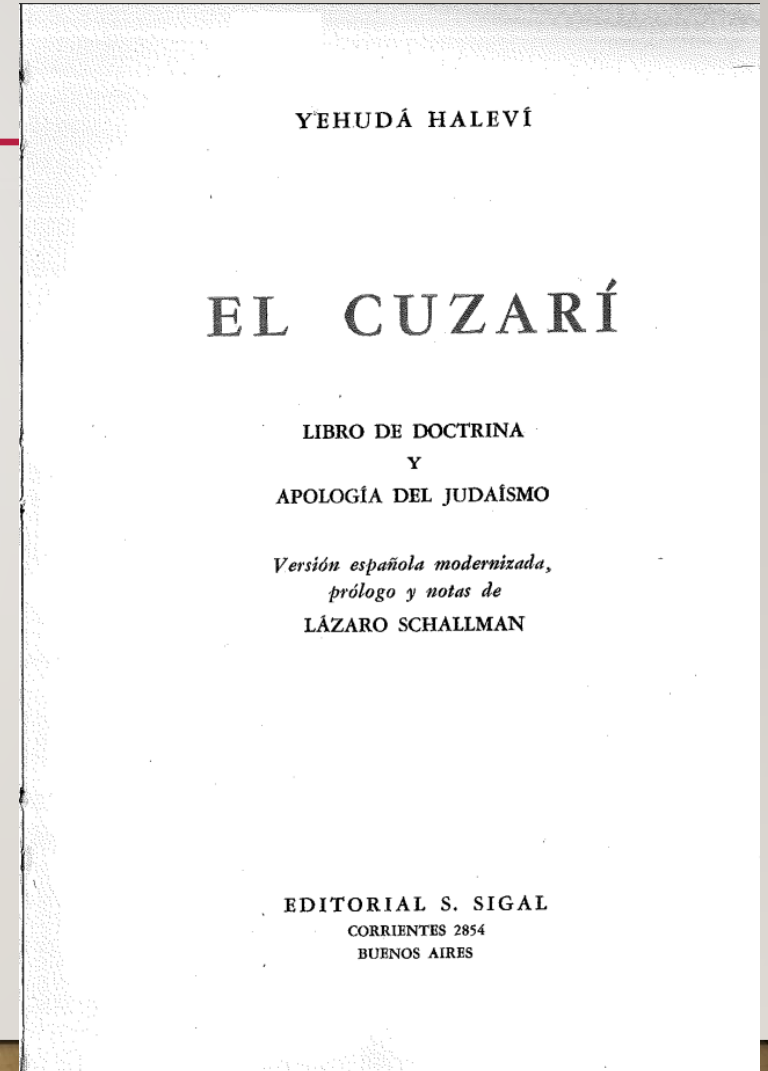 YEHUDÁ HALEVÍ
EL CUZARÍ
LIBRO DE DOCTRINA
Y
APOLOGÍA DEL JUDAÍSMO
Versión española modernizada,
prólogo y notas de
LÁZARO SCHALLMAN
EDITORIAL S. SIGAL
CORRIENTES 2854
BUENOS AIRES